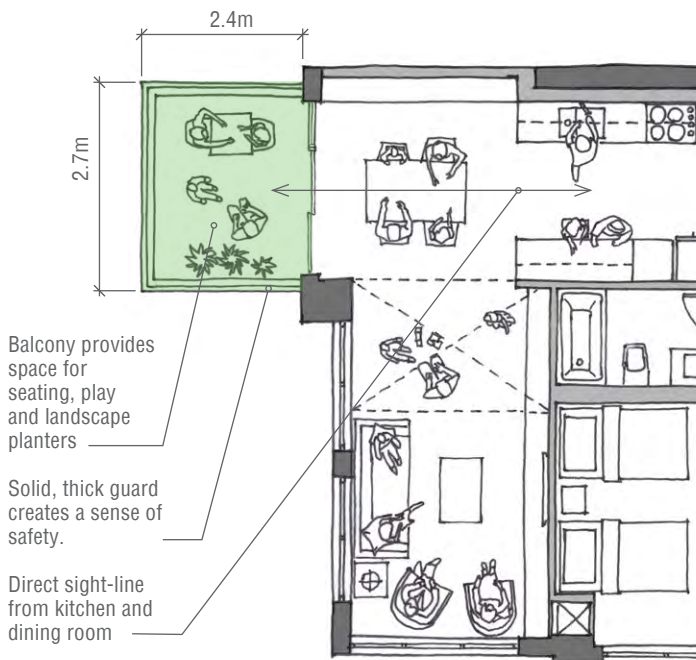 2.4m
2.7m
Balcony provides
space for
seating, play
and landscape
planters
Solid, thick guard
creates a sense of
safety.
Direct sight-line
from kitchen and
dining room